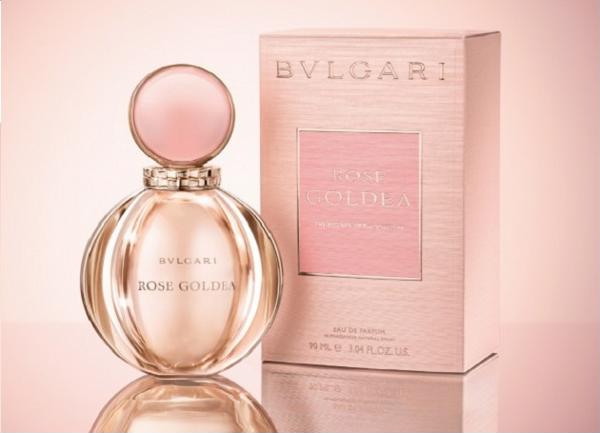 BVLGARI
ROSE GOLDEA
BVLGARI
ROSE
GOLDEA
EAU DE PARFUM
90 ML e 3.04 FL.OZ. U.S.